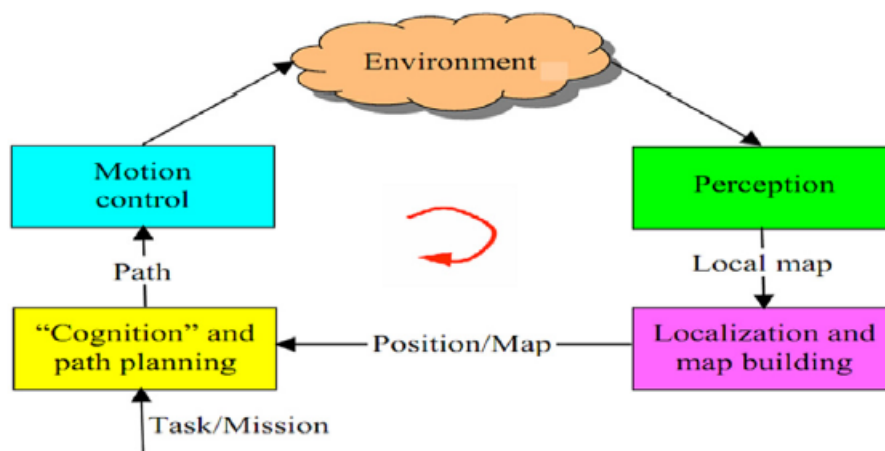 Environment
Motion
control
Perception
Path
Local map
“Cognition” and
path planning
Position/Map
Localization and
map building
Task/Mission